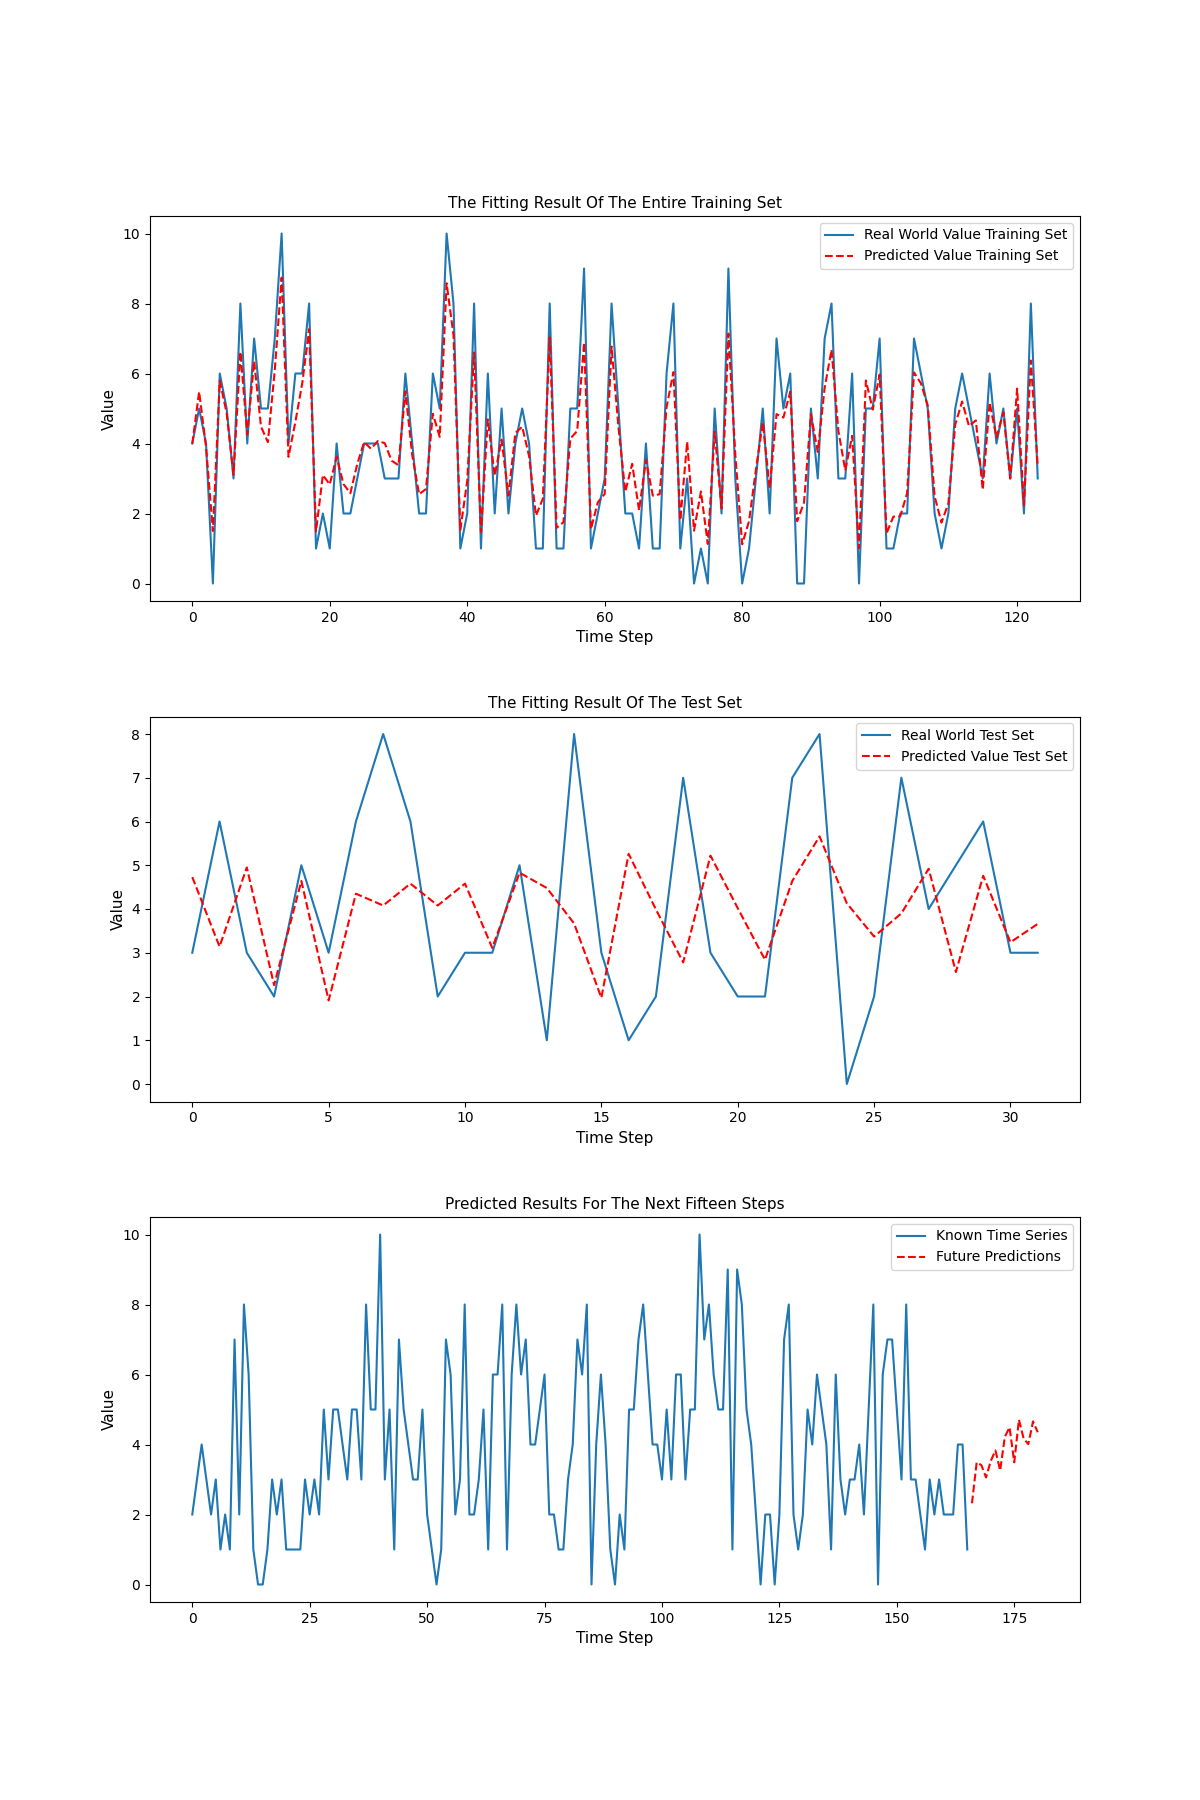 The Fitting Result Of The Entire Training Set
Real World Value Training Set
Predicted Value Training Set
Value
10
8
6
4
2
0
0 20 40 60 80 100 120
Time Step
The Fitting Result Of The Test Set
Real World Test Set
Predicted Value Test Set
Value
8
7
6
5
4
3
2
1
0
0 5 10 15 20 25 30
Time Step
Predicted Results For The Next Fifteen Steps
Known Time Series
Future Predictions
Value
10
8
6
4
2
0
0 25 50 75 100 125 150 175
Time Step